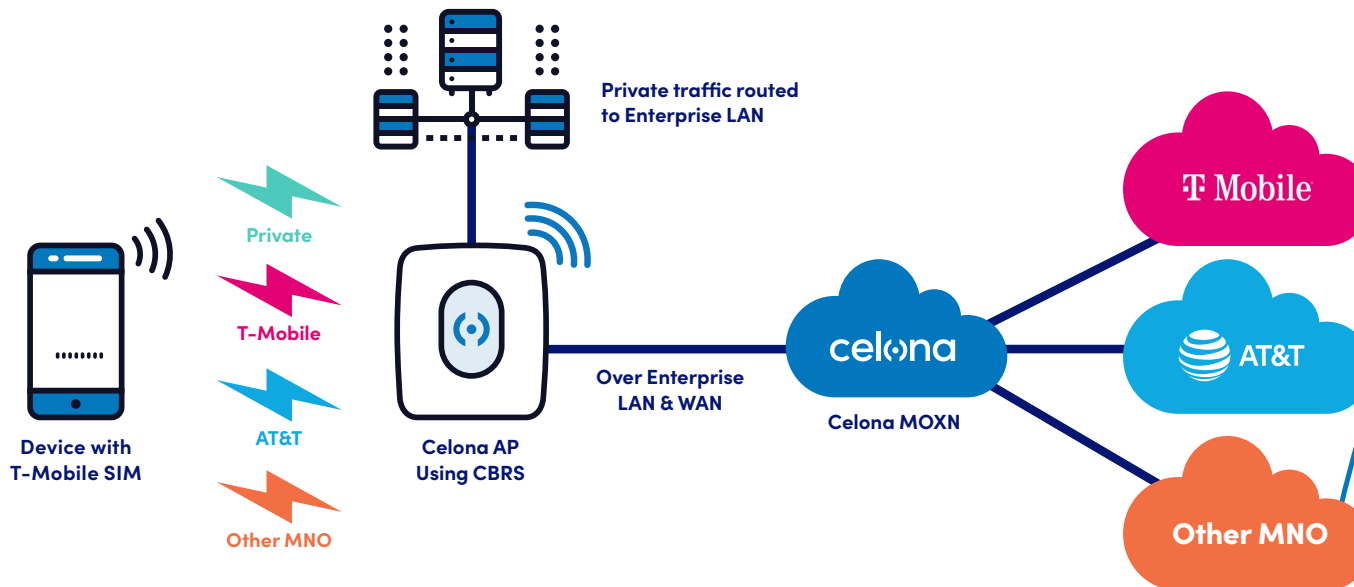 Private traffic routed
to Enterprise LAN
Private
T-Mobile
AT&T
Other MNO
Device with
T-Mobile SIM
Celona AP
Using CBRS
Over Enterprise
LAN & WAN
celona
Celona MOXN
T Mobile
AT&T
Other MNO